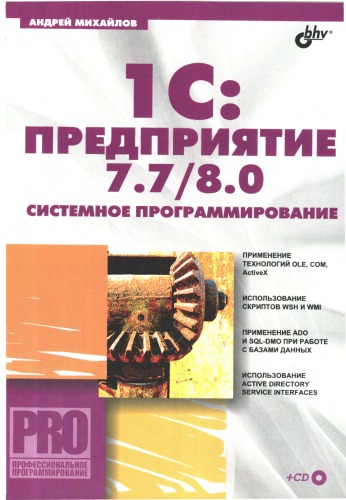 АНДРЕЙ МИХАЙЛОВ
bhv®
1С:
ПРЕДПРИЯТИЕ
7.7/8.0
СИСТЕМНОЕ ПРОГРАММИРОВАНИЕ
ПРИМЕНЕНИЕ
ТЕХНОЛОГИЙ OLE, COM,
ActiveX
ИСПОЛЬЗОВАНИЕ
СКРИПТОВ WSH И WMI
ПРИМЕНЕНИЕ ADO
И SQL-DMO ПРИ РАБОТЕ
С БАЗАМИ ДАННЫХ
ИСПОЛЬЗОВАНИЕ
ACTIVE DIRECTORY
SERVICE INTERFACES
PRO
ПРОФЕССИОНАЛЬНОЕ
ПРОГРАММИРОВАНИЕ
+CD